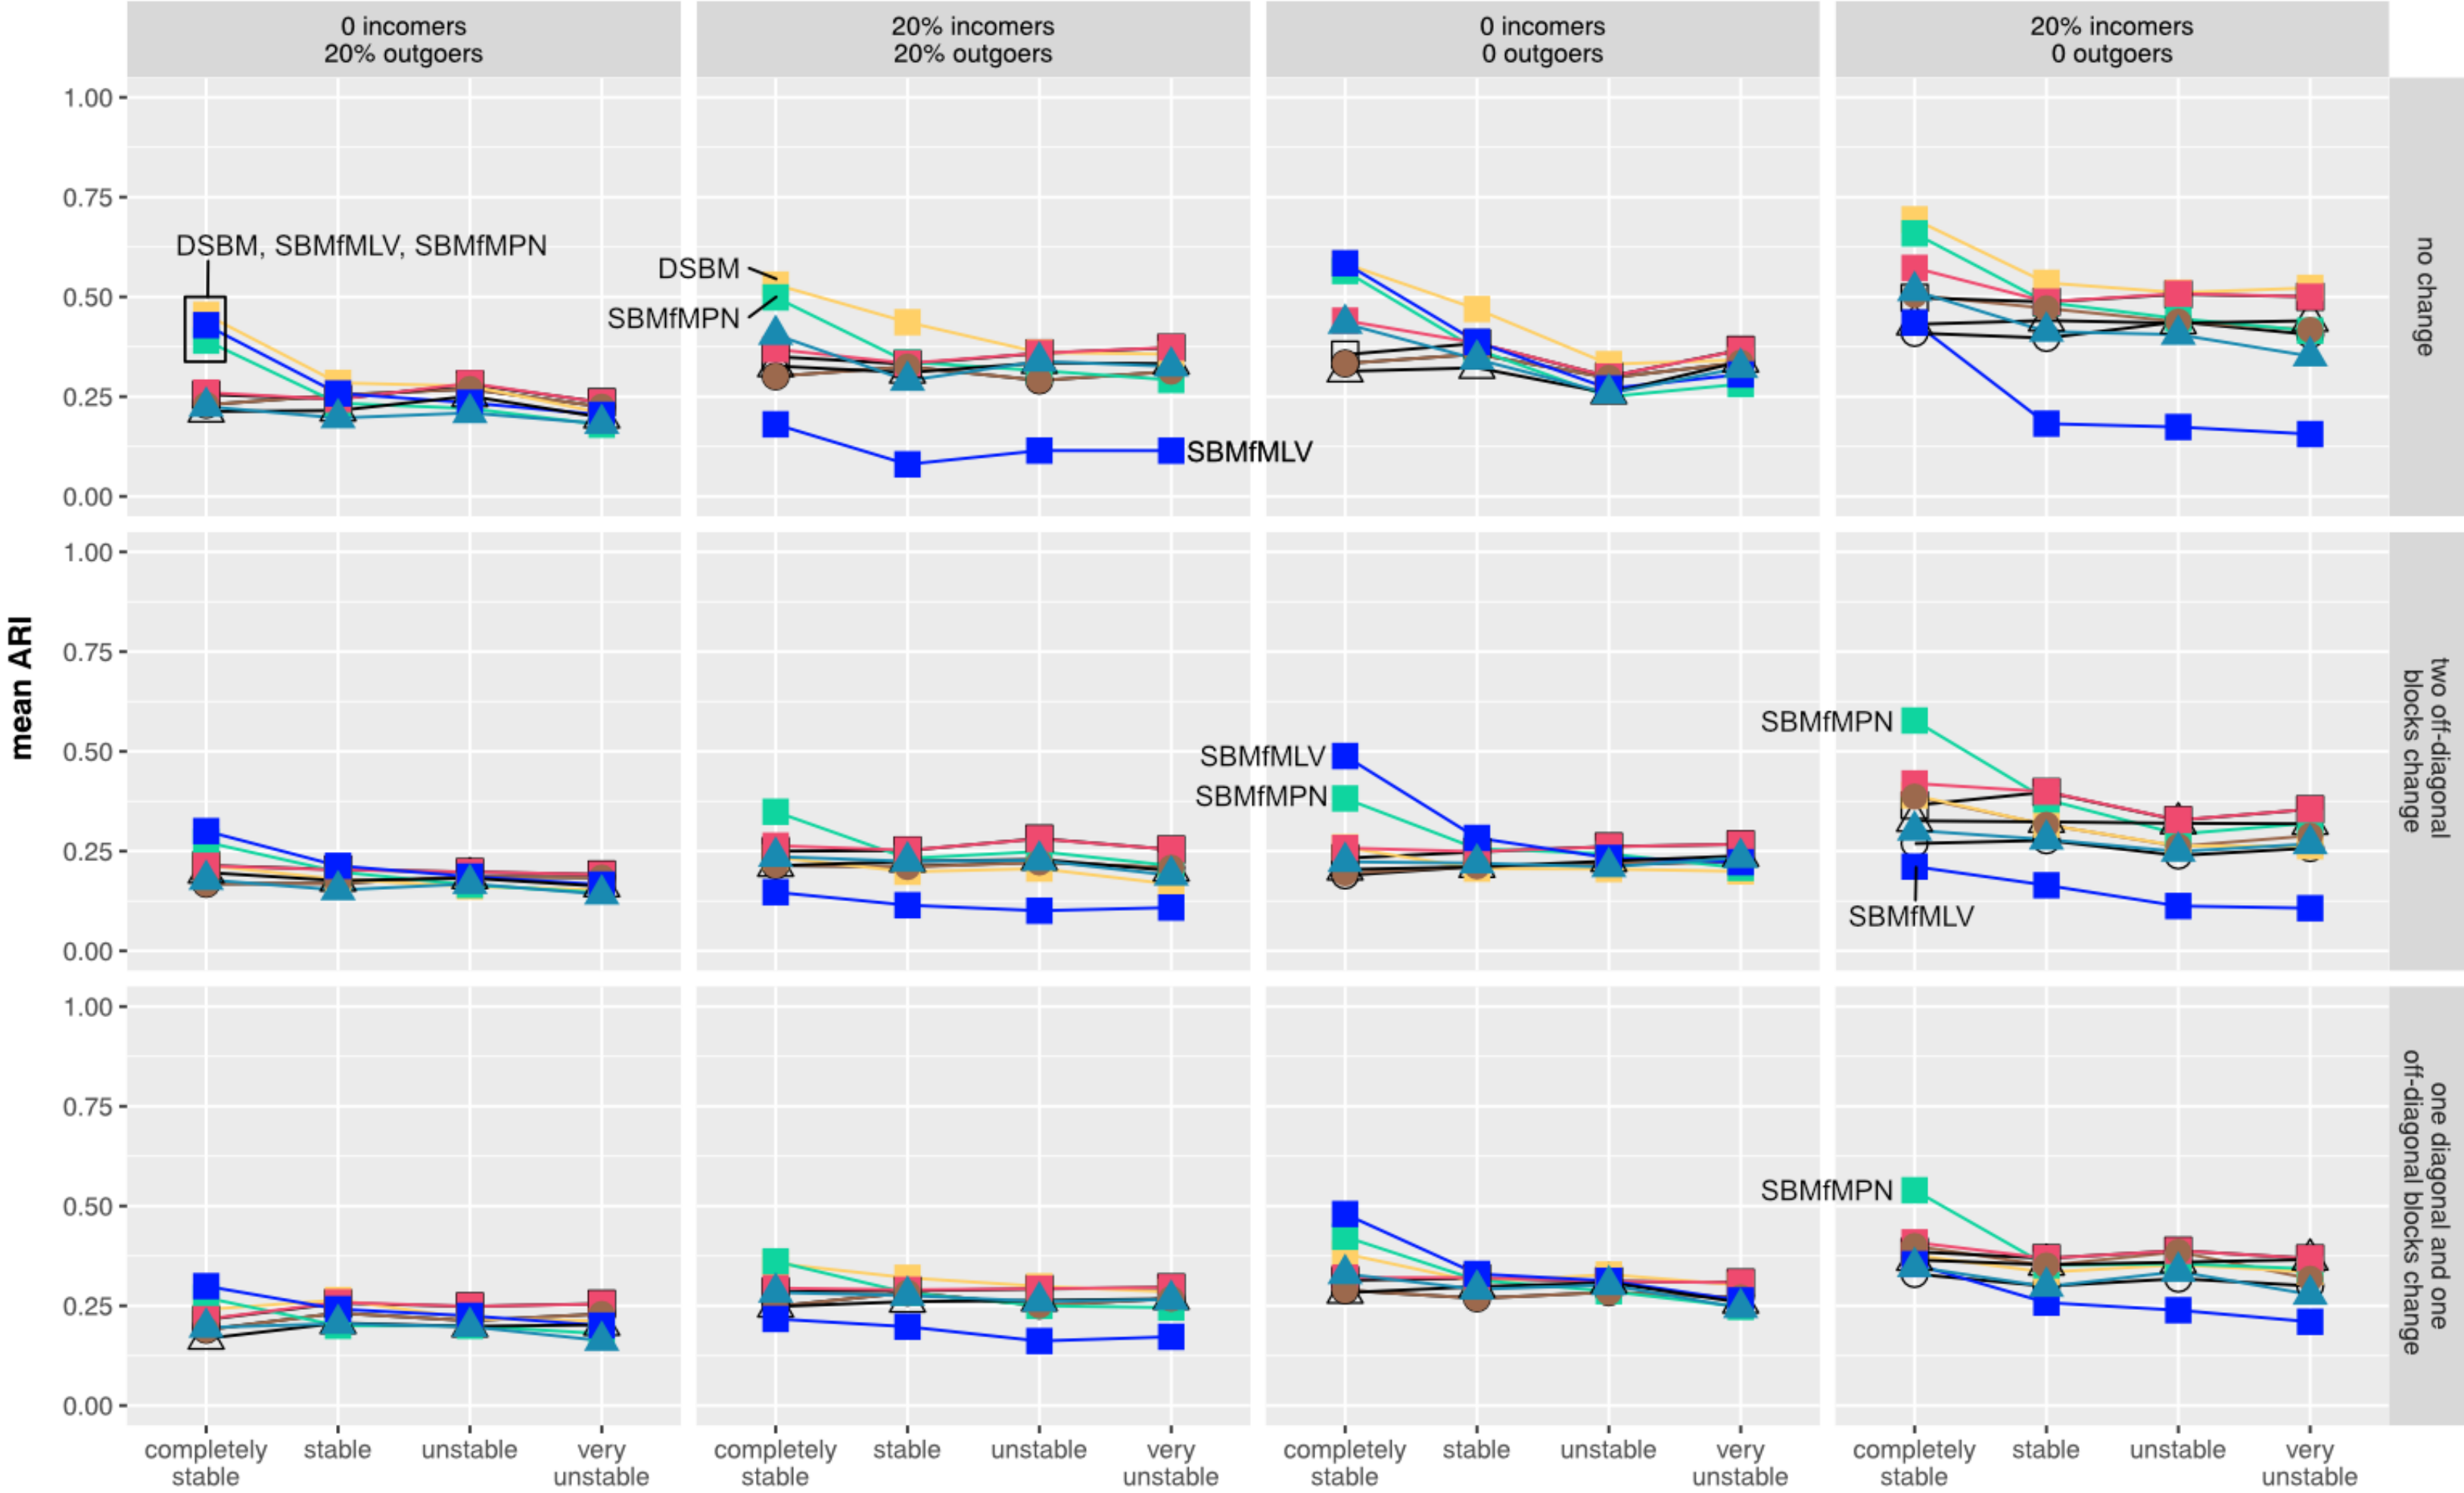 0 incomers
20% outgoers
20% incomers
20% outgoers
0 incomers
0 outgoers
20% incomers
0 outgoers
mean ARI
1.00
0.75
0.50
0.25
0.00
DSBM, SBMfMLV, SBMfMPN
DSBM
SBMfMPN
SBMfMLV
no change
1.00
0.75
0.50
0.25
0.00
SBMfMLV
SBMfMPN
SBMfMPN
SBMfMLV
two off-diagonal
blocks change
1.00
0.75
0.50
0.25
0.00
SBMfMPN
one diagonal and one
off-diagonal blocks change
completely
stable
stable
unstable
very
unstable
completely
stable
stable
unstable
very
unstable
completely
stable
stable
unstable
very
unstable
completely
stable
stable
unstable
very
unstable